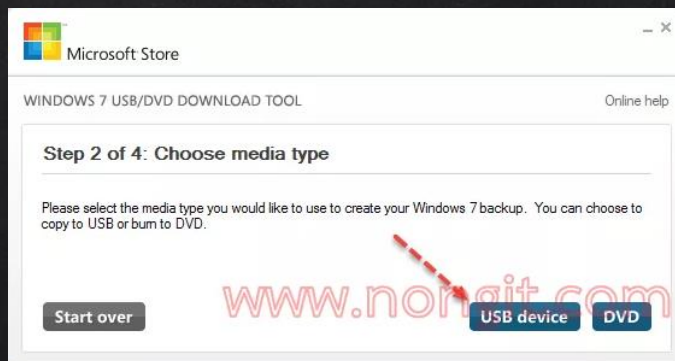 Microsoft Store
WINDOWS 7 USB/DVD DOWNLOAD TOOL Online help
Step 2 of 4: Choose media type
Please select the media type you would like to use to create your Windows 7 backup. You can choose to
copy to USB or burn to DVD.
www.nongit.com
Start over USB device DVD